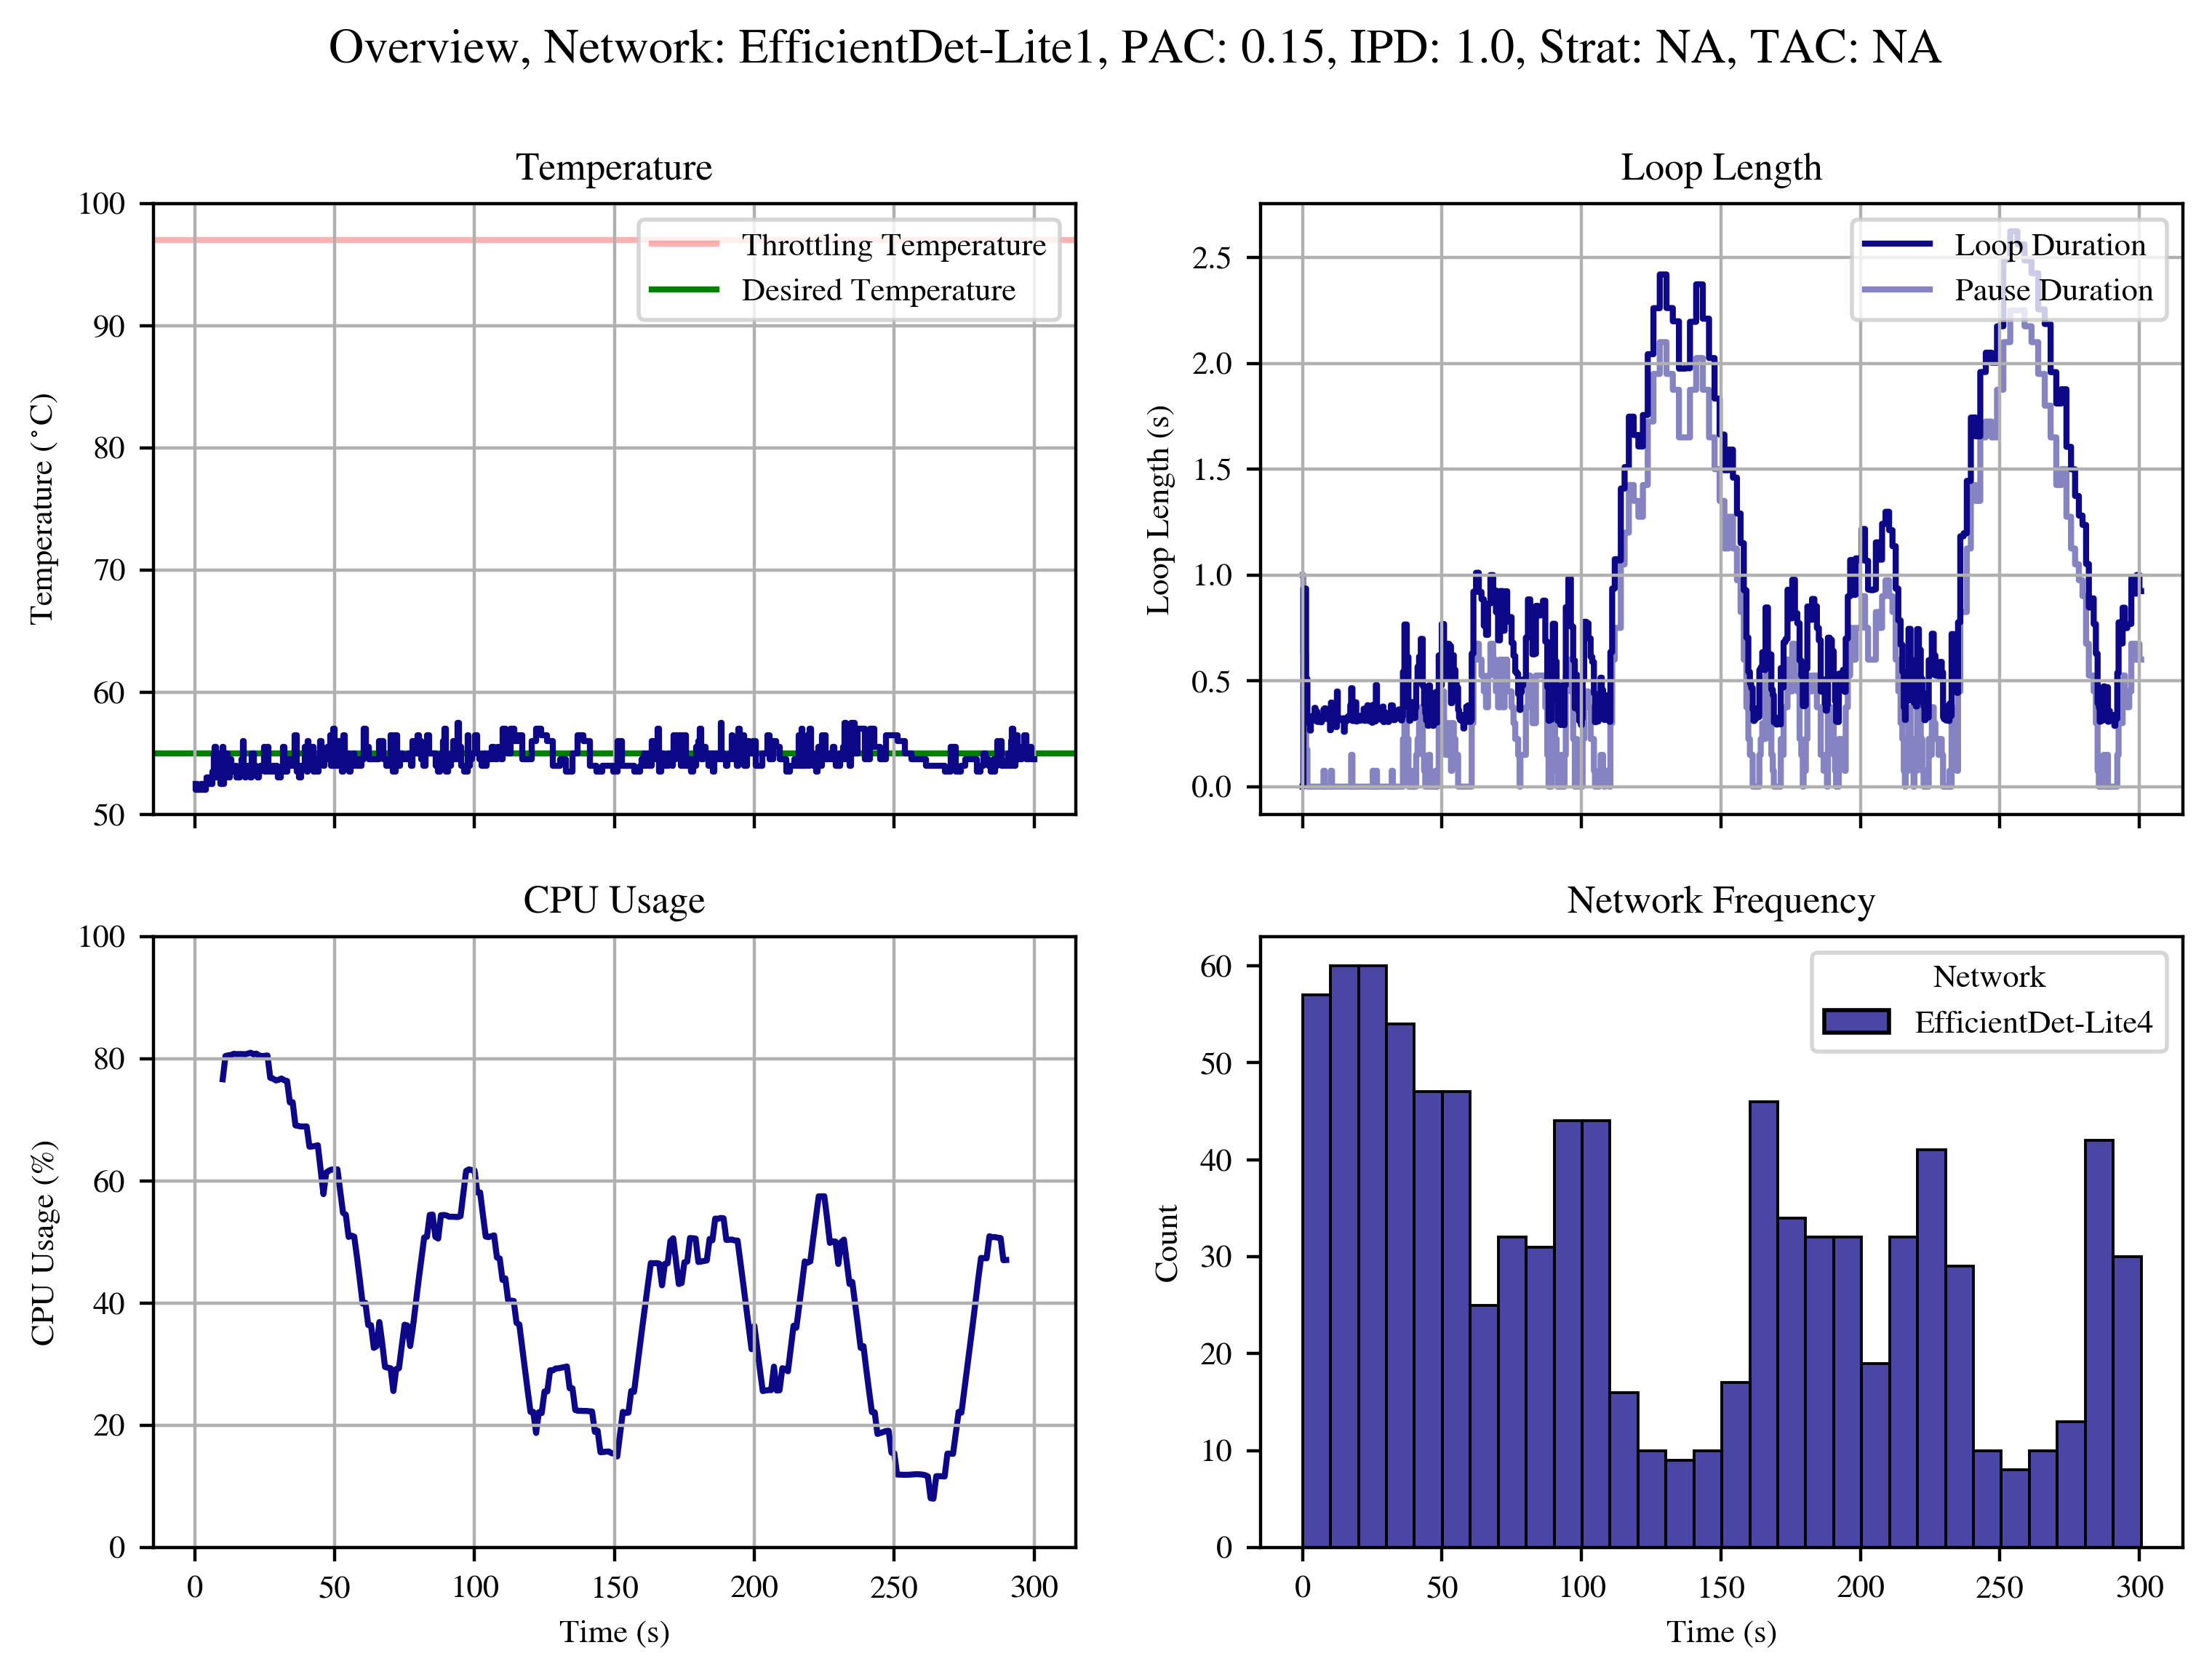 Overview, Network: EfficientDet-Lite1, PAC: 0.15, IPD: 1.0, Strat: NA, TAC: NA
Temperature
100
90
80
70
60
50
Temperature (°C)
Throttling Temperature
Desired Temperature
Loop Length
2.5
2.0
1.5
1.0
0.5
0.0
Loop Length (s)
Loop Duration
Pause Duration
CPU Usage
100
80
60
40
20
0
CPU Usage (%)
0 50 100 150 200 250 300
Time (s)
Network Frequency
60
50
40
30
20
10
0
Count
Network
EfficientDet-Lite4
0 50 100 150 200 250 300
Time (s)